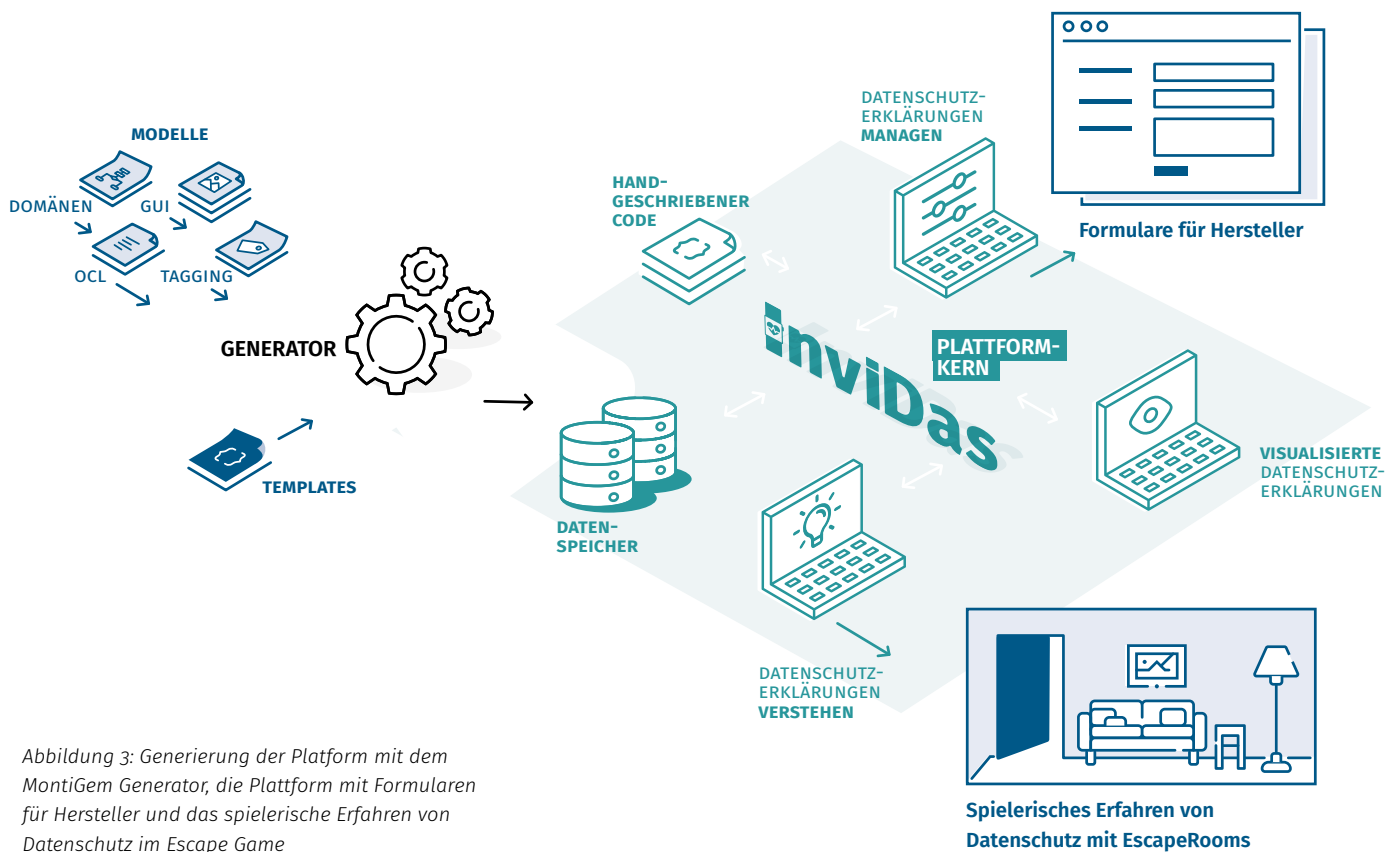 MODELLE
DOMÄNEN
GUI
OCL
TAGGING
GENERATOR
TEMPLATES
HAND-
GESCHRIEBENER
CODE
DATENSCHUTZ-
ERKLÄRUNGEN
MANAGEN
Formulare für Hersteller
inviDas
PLATTFORM-
KERN
VISUALISIERTE
DATENSCHUTZ-
ERKLÄRUNGEN
DATEN-
SPEICHER
DATENSCHUTZ-
ERKLÄRUNGEN
VERSTEHEN
Spielerisches Erfahren von
Datenschutz mit EscapeRooms
Abbildung 3: Generierung der Platform mit dem
MontiGem Generator, die Plattform mit Formularen
für Hersteller und das spielerische Erfahren von
Datenschutz im Escape Game